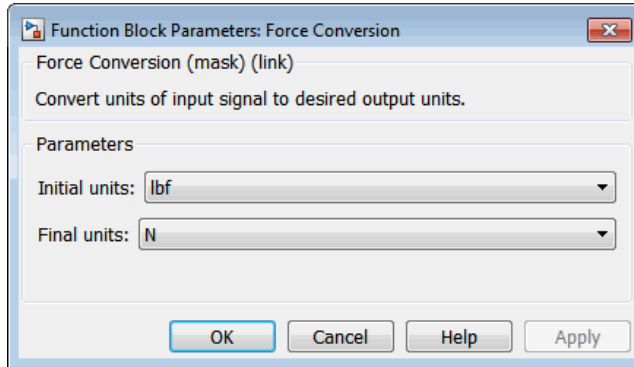 Function Block Parameters: Force Conversion
Force Conversion (mask) (link)
Convert units of input signal to desired output units.
Parameters
Initial units: lbf
Final units: N
OK Cancel Help Apply